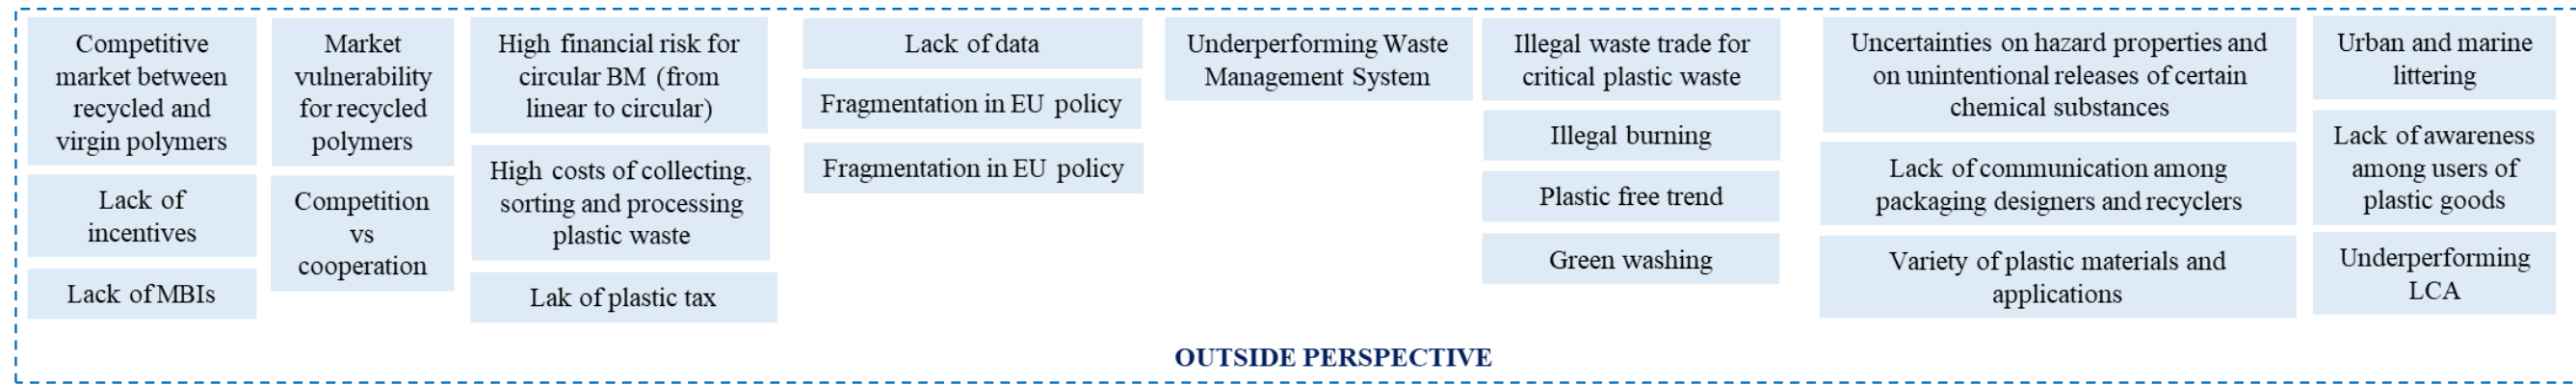 Competitive
market between
recycled and
virgin polymers
Lack of
incentives
Lack of MBIs
Market
vulnerability
for recycled
polymers
Competition
vs
cooperation
High financial risk for
circular BM (from
linear to circular)
High costs of collecting,
sorting and processing
plastic waste
Lak of plastic tax
Lack of data
Fragmentation in EU policy
Fragmentation in EU policy
Underperforming Waste
Management System
Illegal waste trade for
critical plastic waste
Illegal burning
Plastic free trend
Green washing
Uncertainties on hazard properties and
on unintentional releases of certain
chemical substances
Lack of communication among
packaging designers and recyclers
Variety of plastic materials and
applications
Urban and marine
littering
Lack of awareness
among users of
plastic goods
Underperforming
LCA
OUTSIDE PERSPECTIVE